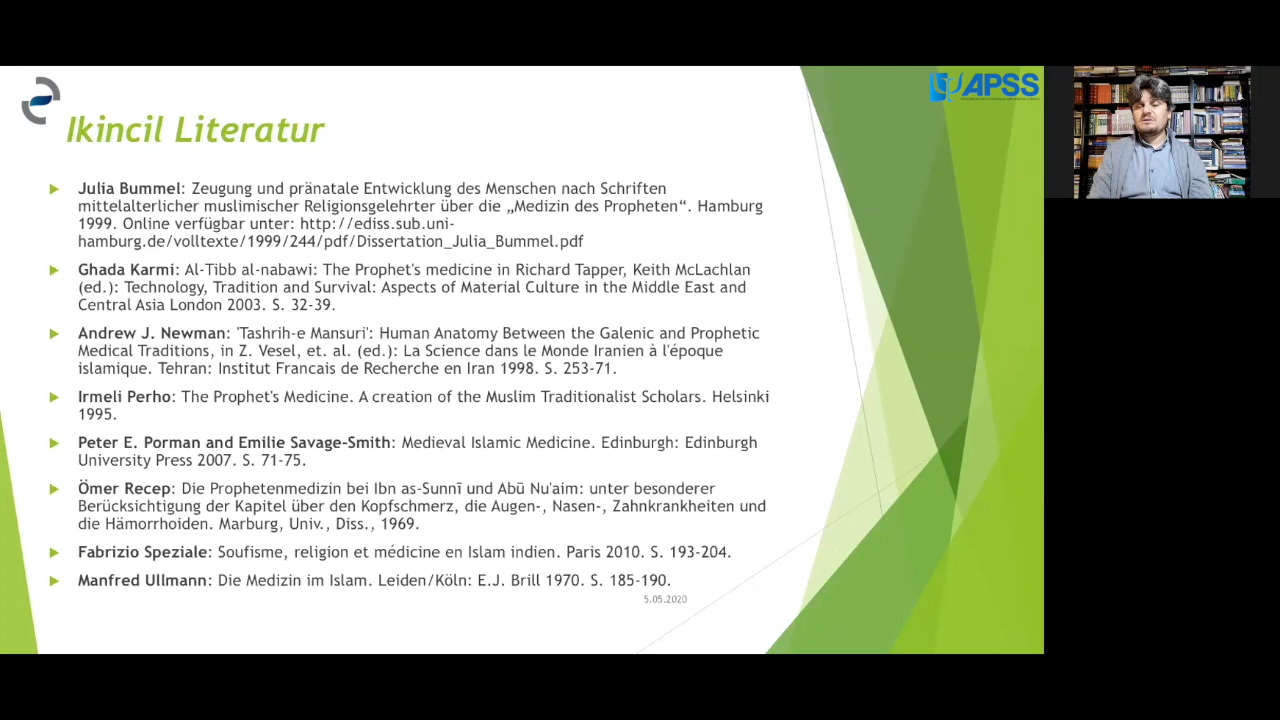 APSS
Ikincil Literatur
Julia Bummel: Zeugung und pränatale Entwicklung des Menschen nach Schriften
mittelalterlicher muslimischer Religionsgelehrter über die „Medizin des Propheten“. Hamburg
1999. Online verfügbar unter: http://ediss.sub.uni-
hamburg.de/volltexte/1999/244/pdf/Dissertation_Julia_Bummel.pdf
Ghada Karmi: Al-Tibb al-nabawi: The Prophet's medicine in Richard Tapper, Keith McLachlan
(ed.): Technology, Tradition and Survival: Aspects of Material Culture in the Middle East and
Central Asia London 2003. S. 32-39.
Andrew J. Newman: 'Tashrih-e Mansuri': Human Anatomy Between the Galenic and Prophetic
Medical Traditions, in Z. Vesel, et. al. (ed.): La Science dans le Monde Iranien à l'époque
islamique. Tehran: Institut Francais de Recherche en Iran 1998. S. 253-71.
Irmeli Perho: The Prophet's Medicine. A creation of the Muslim Traditionalist Scholars. Helsinki
1995.
Peter E. Porman and Emilie Savage-Smith: Medieval Islamic Medicine. Edinburgh: Edinburgh
University Press 2007. S. 71-75.
Ömer Recep: Die Prophetenmedizin bei Ibn as-Sunnī und Abū Nu'aim: unter besonderer
Berücksichtigung der Kapitel über den Kopfschmerz, die Augen-, Nasen-, Zahnkrankheiten und
die Hämorrhoiden. Marburg, Univ., Diss., 1969.
Fabrizio Speziale: Soufisme, religion et médicine en Islam indien. Paris 2010. S. 193-204.
Manfred Ullmann: Die Medizin im Islam. Leiden/Köln: E.J. Brill 1970. S. 185-190.
5.05.2020